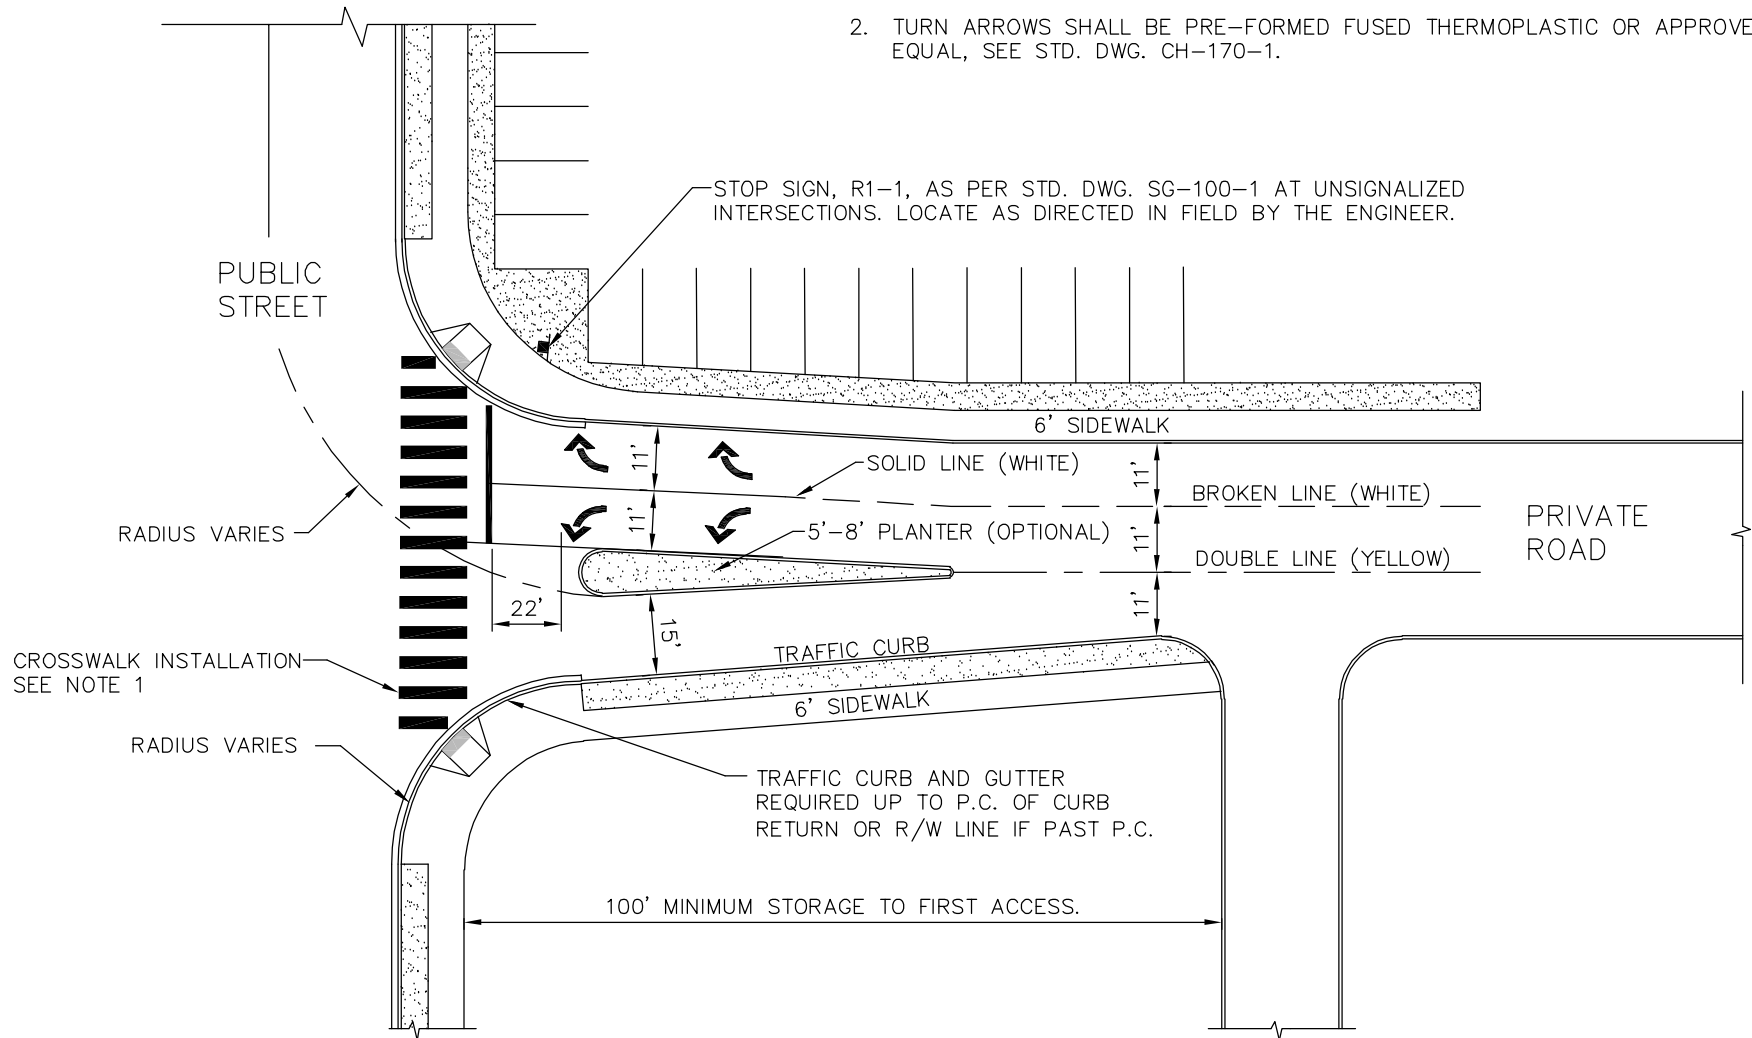 2. TURN ARROWS SHALL BE PRE-FORMED FUSED THERMOPLASTIC OR APPROVE
EQUAL, SEE STD. DWG. CH-170-1.
STOP SIGN, R1-1, AS PER STD. DWG. SG-100-1 AT UNSIGNALIZED
INTERSECTIONS. LOCATE AS DIRECTED IN FIELD BY THE ENGINEER.
PUBLIC
STREET
6' SIDEWALK
11'
SOLID LINE (WHITE)
11'
BROKEN LINE (WHITE)
RADIUS VARIES
11'
5'-8' PLANTER (OPTIONAL)
11'
PRIVATE
ROAD
DOUBLE LINE (YELLOW)
22'
15'
11'
TRAFFIC CURB
CROSSWALK INSTALLATION
SEE NOTE 1
6' SIDEWALK
RADIUS VARIES
TRAFFIC CURB AND GUTTER
REQUIRED UP TO P.C. OF CURB
RETURN OR R/W LINE IF PAST P.C.
100' MINIMUM STORAGE TO FIRST ACCESS.